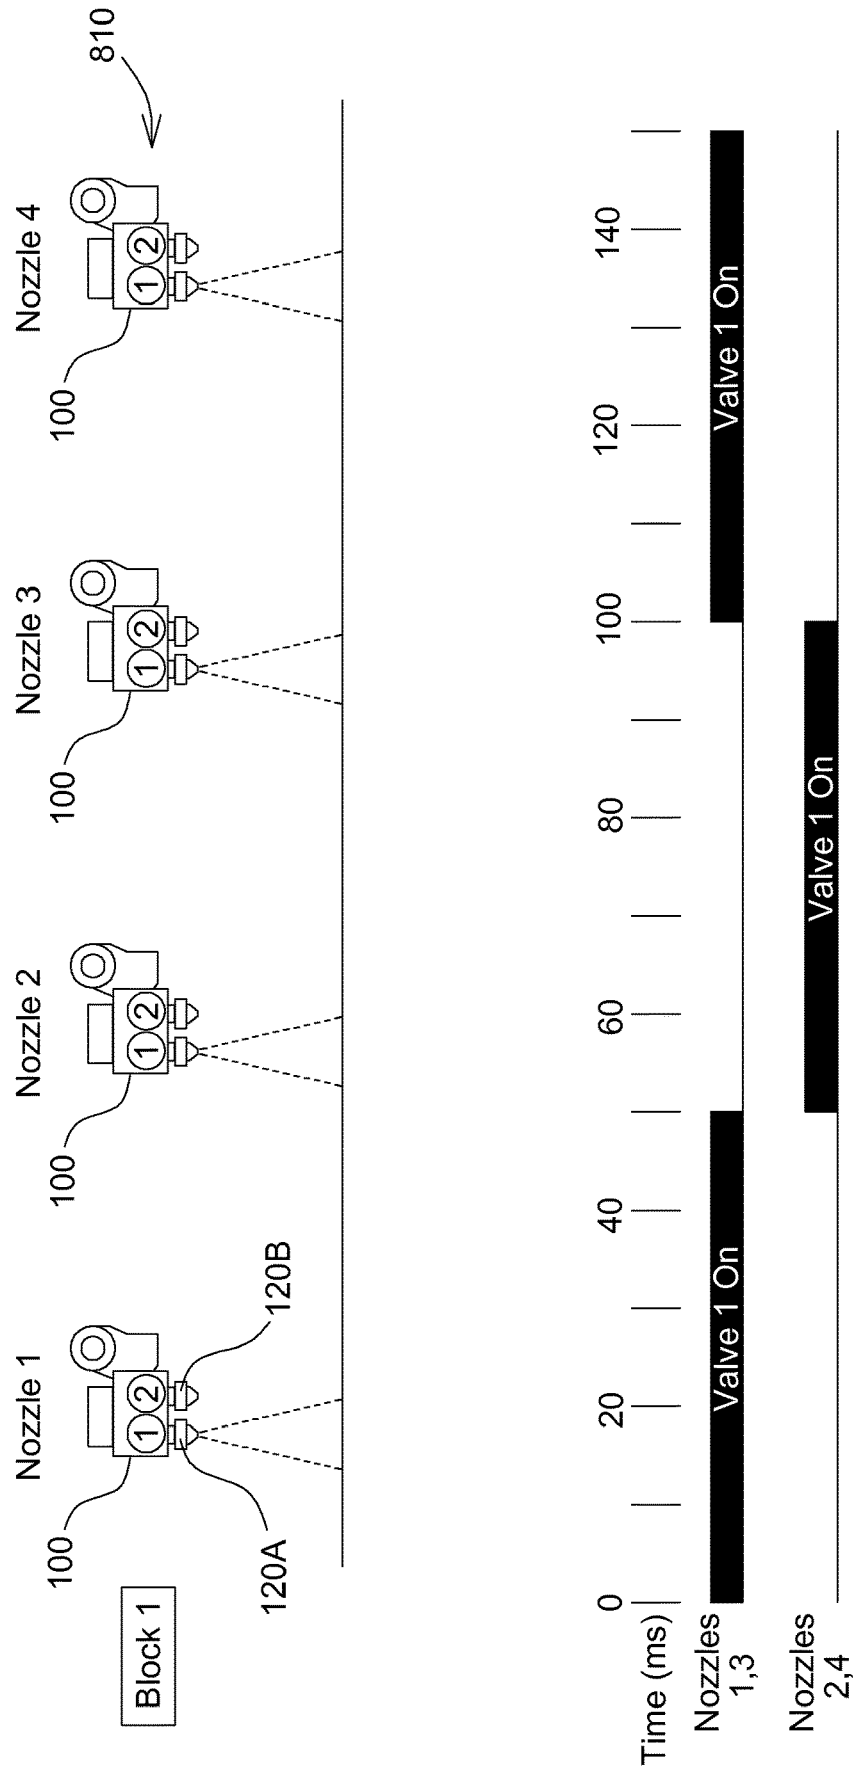 Block 1
Nozzle 1
Nozzle 2
Nozzle 3
Nozzle 4
100
100
100
100
810
1 2
1 2
1 2
1 2
120A
120B
Time (ms)
0 20 40 60 80 100 120 140
Nozzles
1,3
Valve 1 On
Valve 1 On
Nozzles
2,4
Valve 1 On